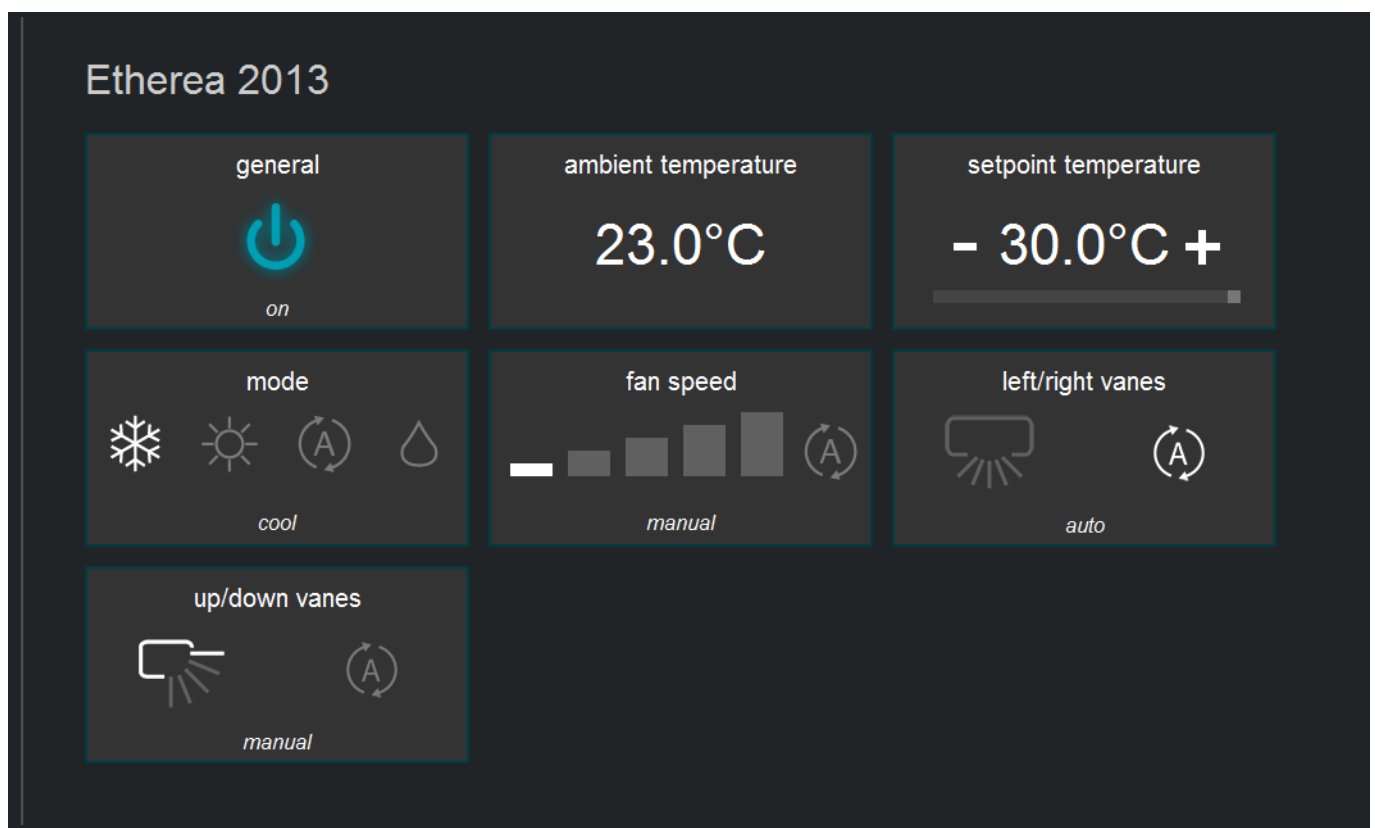 Etherea 2013
general
on
ambient temperature
23.0°C
setpoint temperature
- 30.0°C +
mode
A
cool
fan speed
A
manual
left/right vanes
A
auto
up/down vanes
A
manual